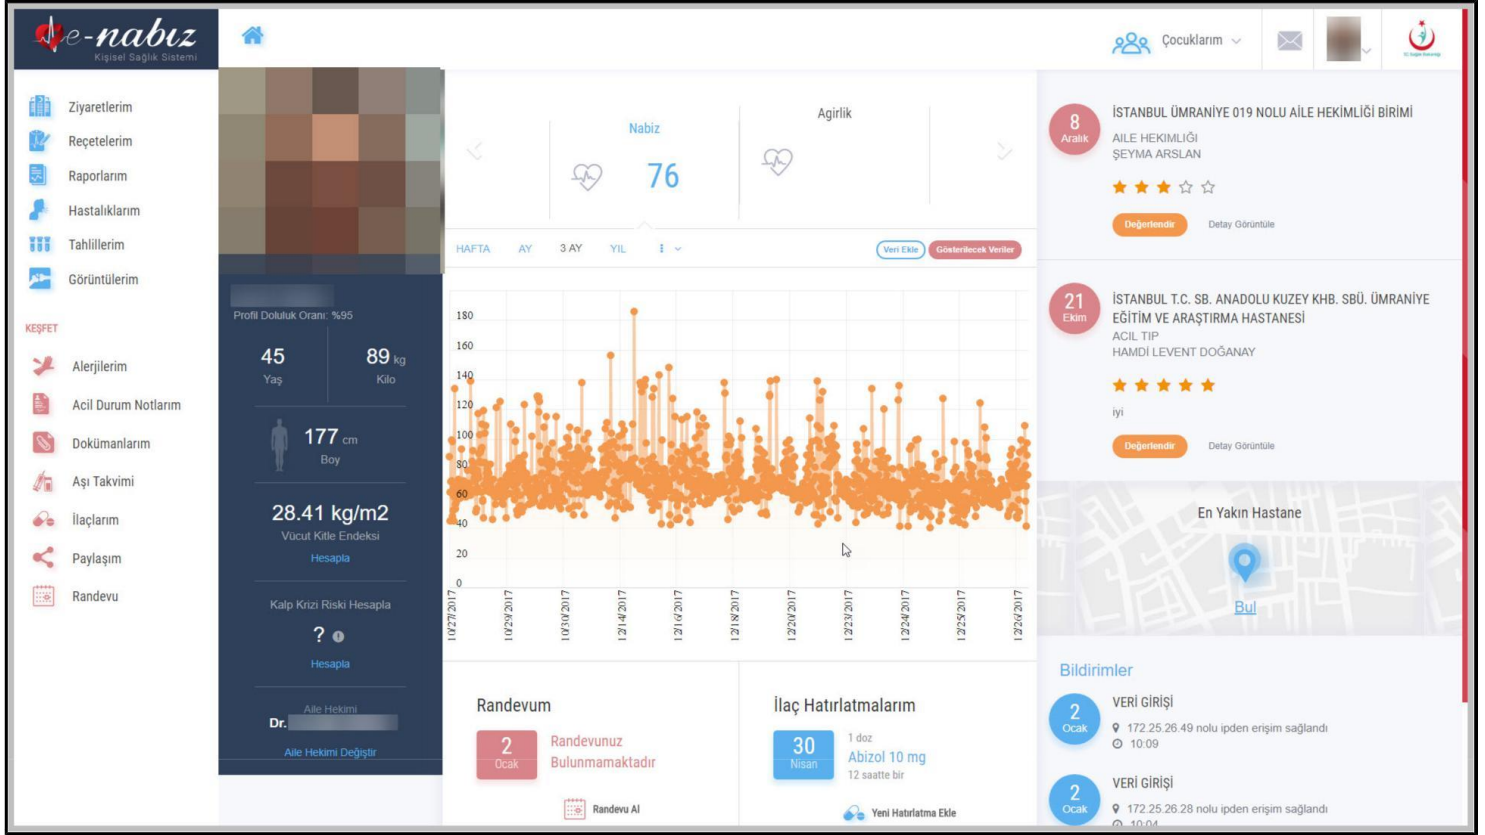 e-nabız
Kişisel Sağlık Sistemi
Çocuklarım
T.C. Sağlık Bakanlığı
Ziyaretlerim
Reçetelerim
Raporlarım
Hastalıklarım
Tahlillerim
Görüntülerim
KEŞFET
Alerjilerim
Acil Durum Notlarım
Dokümanlarım
Aşı Takvimi
İlaçlarım
Paylaşım
Randevu
Profil Doluluk Oranı: %95
45
Yaş
89 kg
Kilo
177 cm
Boy
28.41 kg/m2
Vücut Kitle Endeksi
Hesapla
Kalp Krizi Riski Hesapla
?
Hesapla
Aile Hekimi
Dr.
Aile Hekimi Değiştir
Nabiz
76
Agirlik
HAFTA AY 3 AY YIL
Veri Ekle Gösterilecek Veriler
180
160
140
120
100
80
60
40
20
0
10/27/2017 10/29/2017 10/30/2017 12/14/2017 12/16/2017 12/18/2017 12/20/2017 12/23/2017 12/24/2017 12/25/2017 12/26/2017
Randevum
2
Ocak
Randevunuz
Bulunmamaktadır
Randevu Al
İlaç Hatırlatmalarım
30
Nisan
1 doz
Abizol 10 mg
12 saatte bir
Yeni Hatırlatma Ekle
8
Aralık
İSTANBUL ÜMRANİYE 019 NOLU AİLE HEKİMLİĞİ BİRİMİ
AILE HEKIMLIĞI
ŞEYMA ARSLAN
Değerlendir Detay Görüntüle
21
Ekim
İSTANBUL T.C. SB. ANADOLU KUZEY KHB. SBÜ. ÜMRANİYE
EĞİTİM VE ARAŞTIRMA HASTANESİ
ACIL TIP
HAMDİ LEVENT DOĞANAY
iyi
Değerlendir Detay Görüntüle
En Yakın Hastane
Bul
Bildirimler
2
Ocak
VERİ GİRİŞİ
172.25.26.49 nolu ipden erişim sağlandı
10:09
2
Ocak
VERİ GİRİŞİ
172.25.26.28 nolu ipden erişim sağlandı
10:04